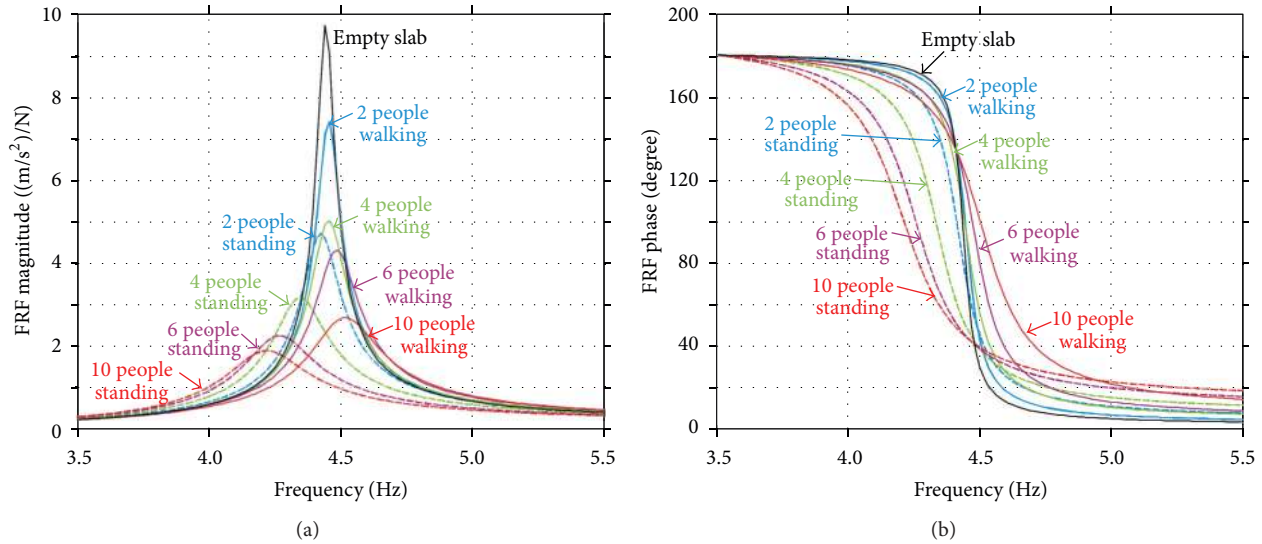 10
8
6
4
2
0
3.5
4.0
4.5
5.0
5.5
FRF magnitude ((m/s²)/N)
Frequency (Hz)
Empty slab
2 people
walking
4 people
walking
2 people
standing
6 people
walking
4 people
standing
10 people
walking
6 people
standing
10 people
standing
(a)
200
160
120
80
40
0
3.5
4.0
4.5
5.0
5.5
FRF phase (degree)
Frequency (Hz)
Empty slab
2 people
walking
2 people
standing
4 people
walking
4 people
standing
6 people
standing
6 people
walking
10 people
standing
10 people
walking
(b)